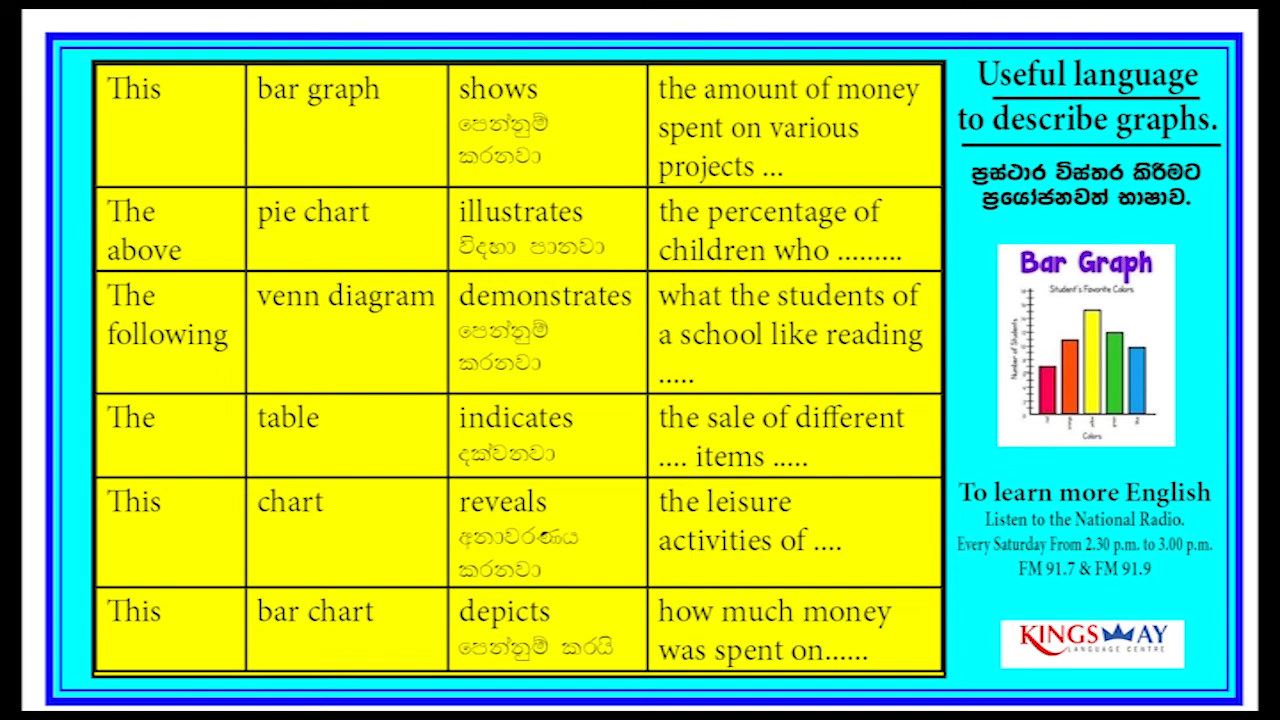 This
bar graph
shows
පෙන්නුම්
කරනවා
the amount of money
spent on various
projects ...
The
above
pie chart
illustrates
විදහා පානවා
the percentage of
children who .........
The
following
venn diagram
demonstrates
පෙන්නුම්
කරනවා
what the students of
a school like reading
.....
The
table
indicates
දක්වනවා
the sale of different
.... items .....
This
chart
reveals
අනාවරණය
කරනවා
the leisure
activities of ....
This
bar chart
depicts
පෙන්නුම් කරයි
how much money
was spent on......
Useful language
to describe graphs.
ප්‍රස්ථාර විස්තර කිරීමට
ප්‍රයෝජනවත් භාෂාව.
Bar Graph
Student's Favorite Colors
Number of Students
Colors
To learn more English
Listen to the National Radio.
Every Saturday From 2.30 p.m. to 3.00 p.m.
FM 91.7 & FM 91.9
KINGSWAY
LANGUAGE CENTRE